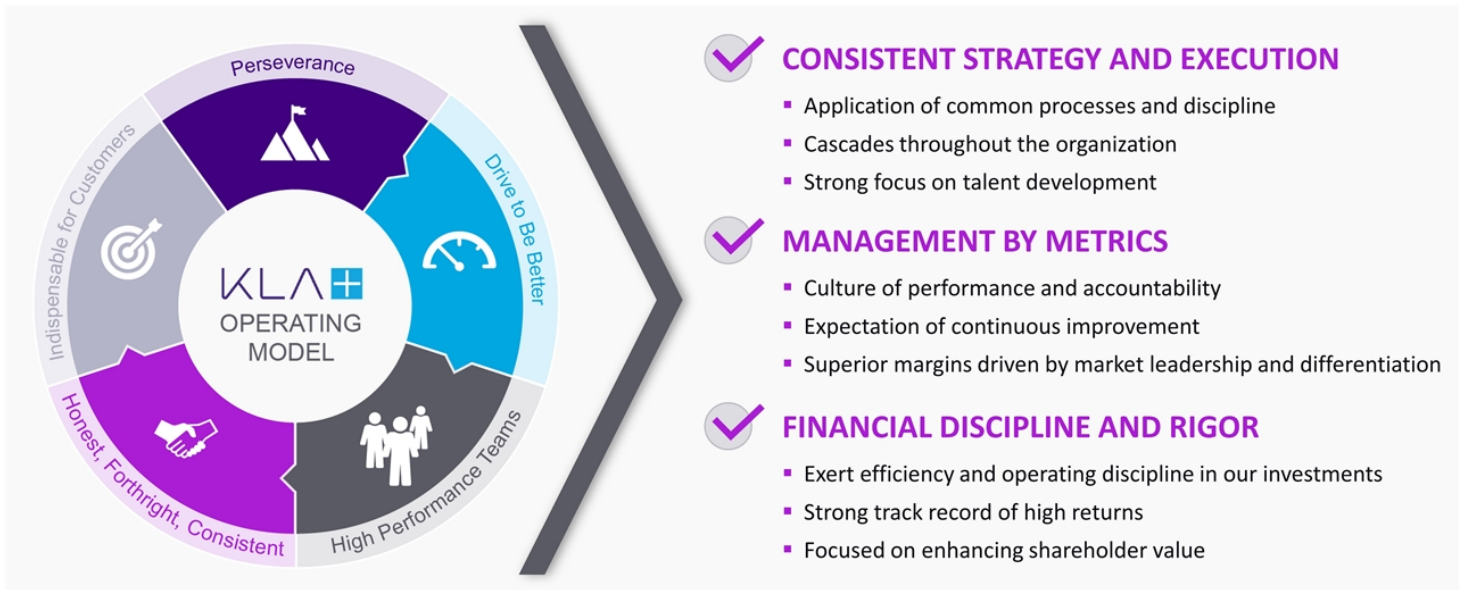 Perseverance
Drive to Be Better
High Performance Teams
Honest, Forthright, Consistent
Indispensable for Customers
KLA
OPERATING
MODEL
CONSISTENT STRATEGY AND EXECUTION
▪ Application of common processes and discipline
▪ Cascades throughout the organization
▪ Strong focus on talent development
MANAGEMENT BY METRICS
▪ Culture of performance and accountability
▪ Expectation of continuous improvement
▪ Superior margins driven by market leadership and differentiation
FINANCIAL DISCIPLINE AND RIGOR
▪ Exert efficiency and operating discipline in our investments
▪ Strong track record of high returns
▪ Focused on enhancing shareholder value